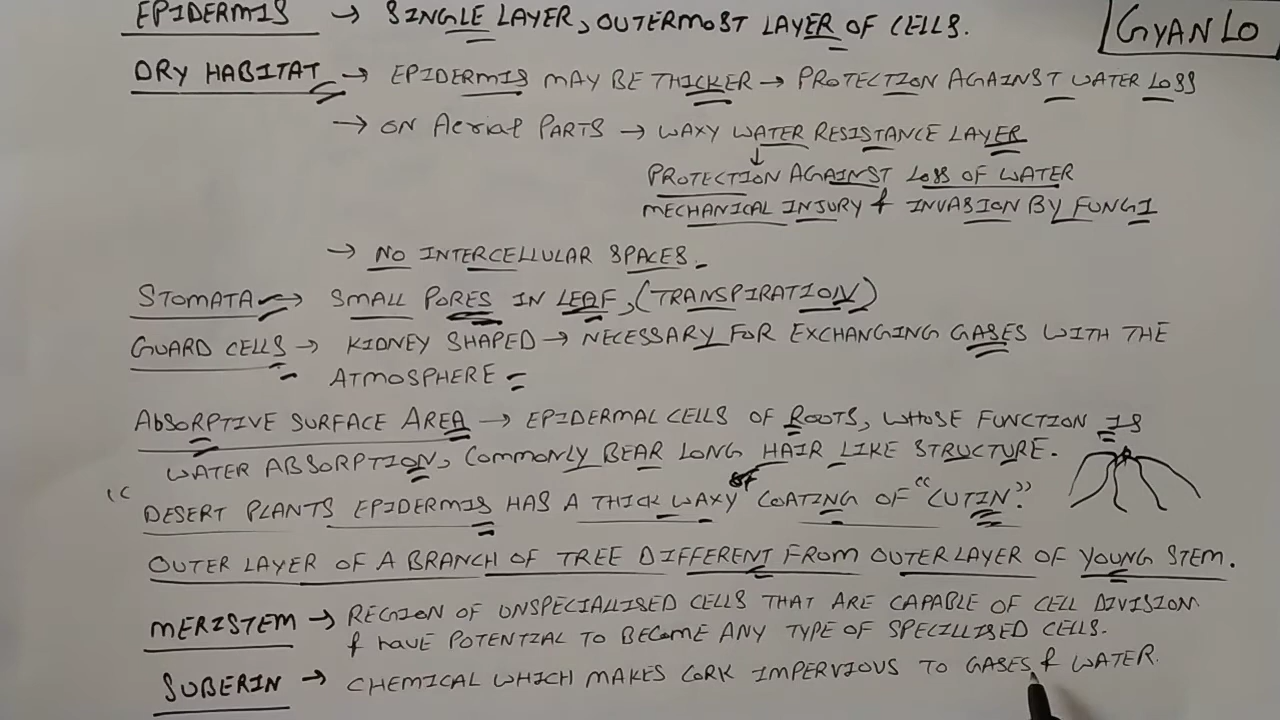 EPIDERMIS → SINGLE LAYER, OUTERMOST LAYER OF CELLS.
GYANLO
DRY HABITAT → EPIDERMIS MAY BE THICKER → PROTECTION AGAINST WATER LOSS
→ ON Aerial PARTS → WAXY WATER RESISTANCE LAYER
↓
PROTECTION AGAINST LOSS OF WATER
MECHANICAL INJURY & INVASION BY FUNGI
→ NO INTERCELLULAR SPACES.
STOMATA → SMALL PORES IN LEAF, (TRANSPIRATION)
GUARD CELLS → KIDNEY SHAPED → NECESSARY FOR EXCHANGING GASES WITH THE
ATMOSPHERE
ABSORPTIVE SURFACE AREA → EPIDERMAL CELLS OF ROOTS, WHOSE FUNCTION IS
WATER ABSORPTION, COMMONLY BEAR LONG HAIR LIKE STRUCTURE.
“ DESERT PLANTS EPIDERMIS HAS A THICK WAXY COATING OF “CUTIN”.
OUTER LAYER OF A BRANCH OF TREE DIFFERENT FROM OUTER LAYER OF YOUNG STEM.
MERISTEM → REGION OF UNSPECIALISED CELLS THAT ARE CAPABLE OF CELL DIVISION
& HAVE POTENTIAL TO BECOME ANY TYPE OF SPECILLISED CELLS.
SUBERIN → CHEMICAL WHICH MAKES CORK IMPERVIOUS TO GASES & WATER.